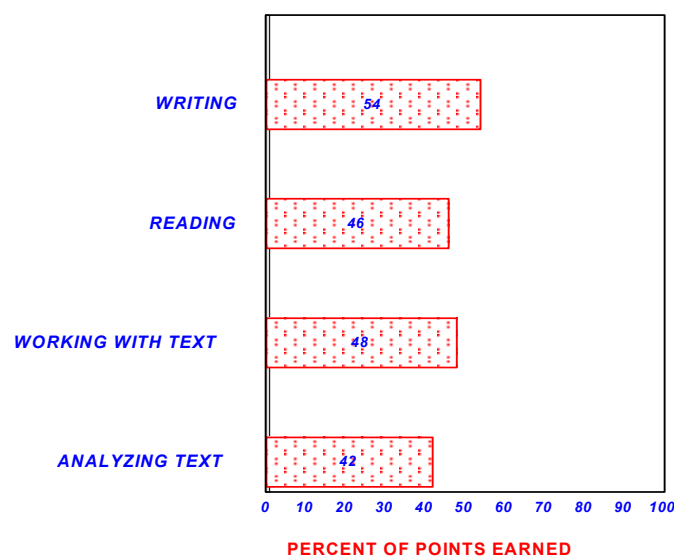 WRITING
54
READING
46
WORKING WITH TEXT
48
ANALYZING TEXT
42
0 10 20 30 40 50 60 70 80 90 100
PERCENT OF POINTS EARNED